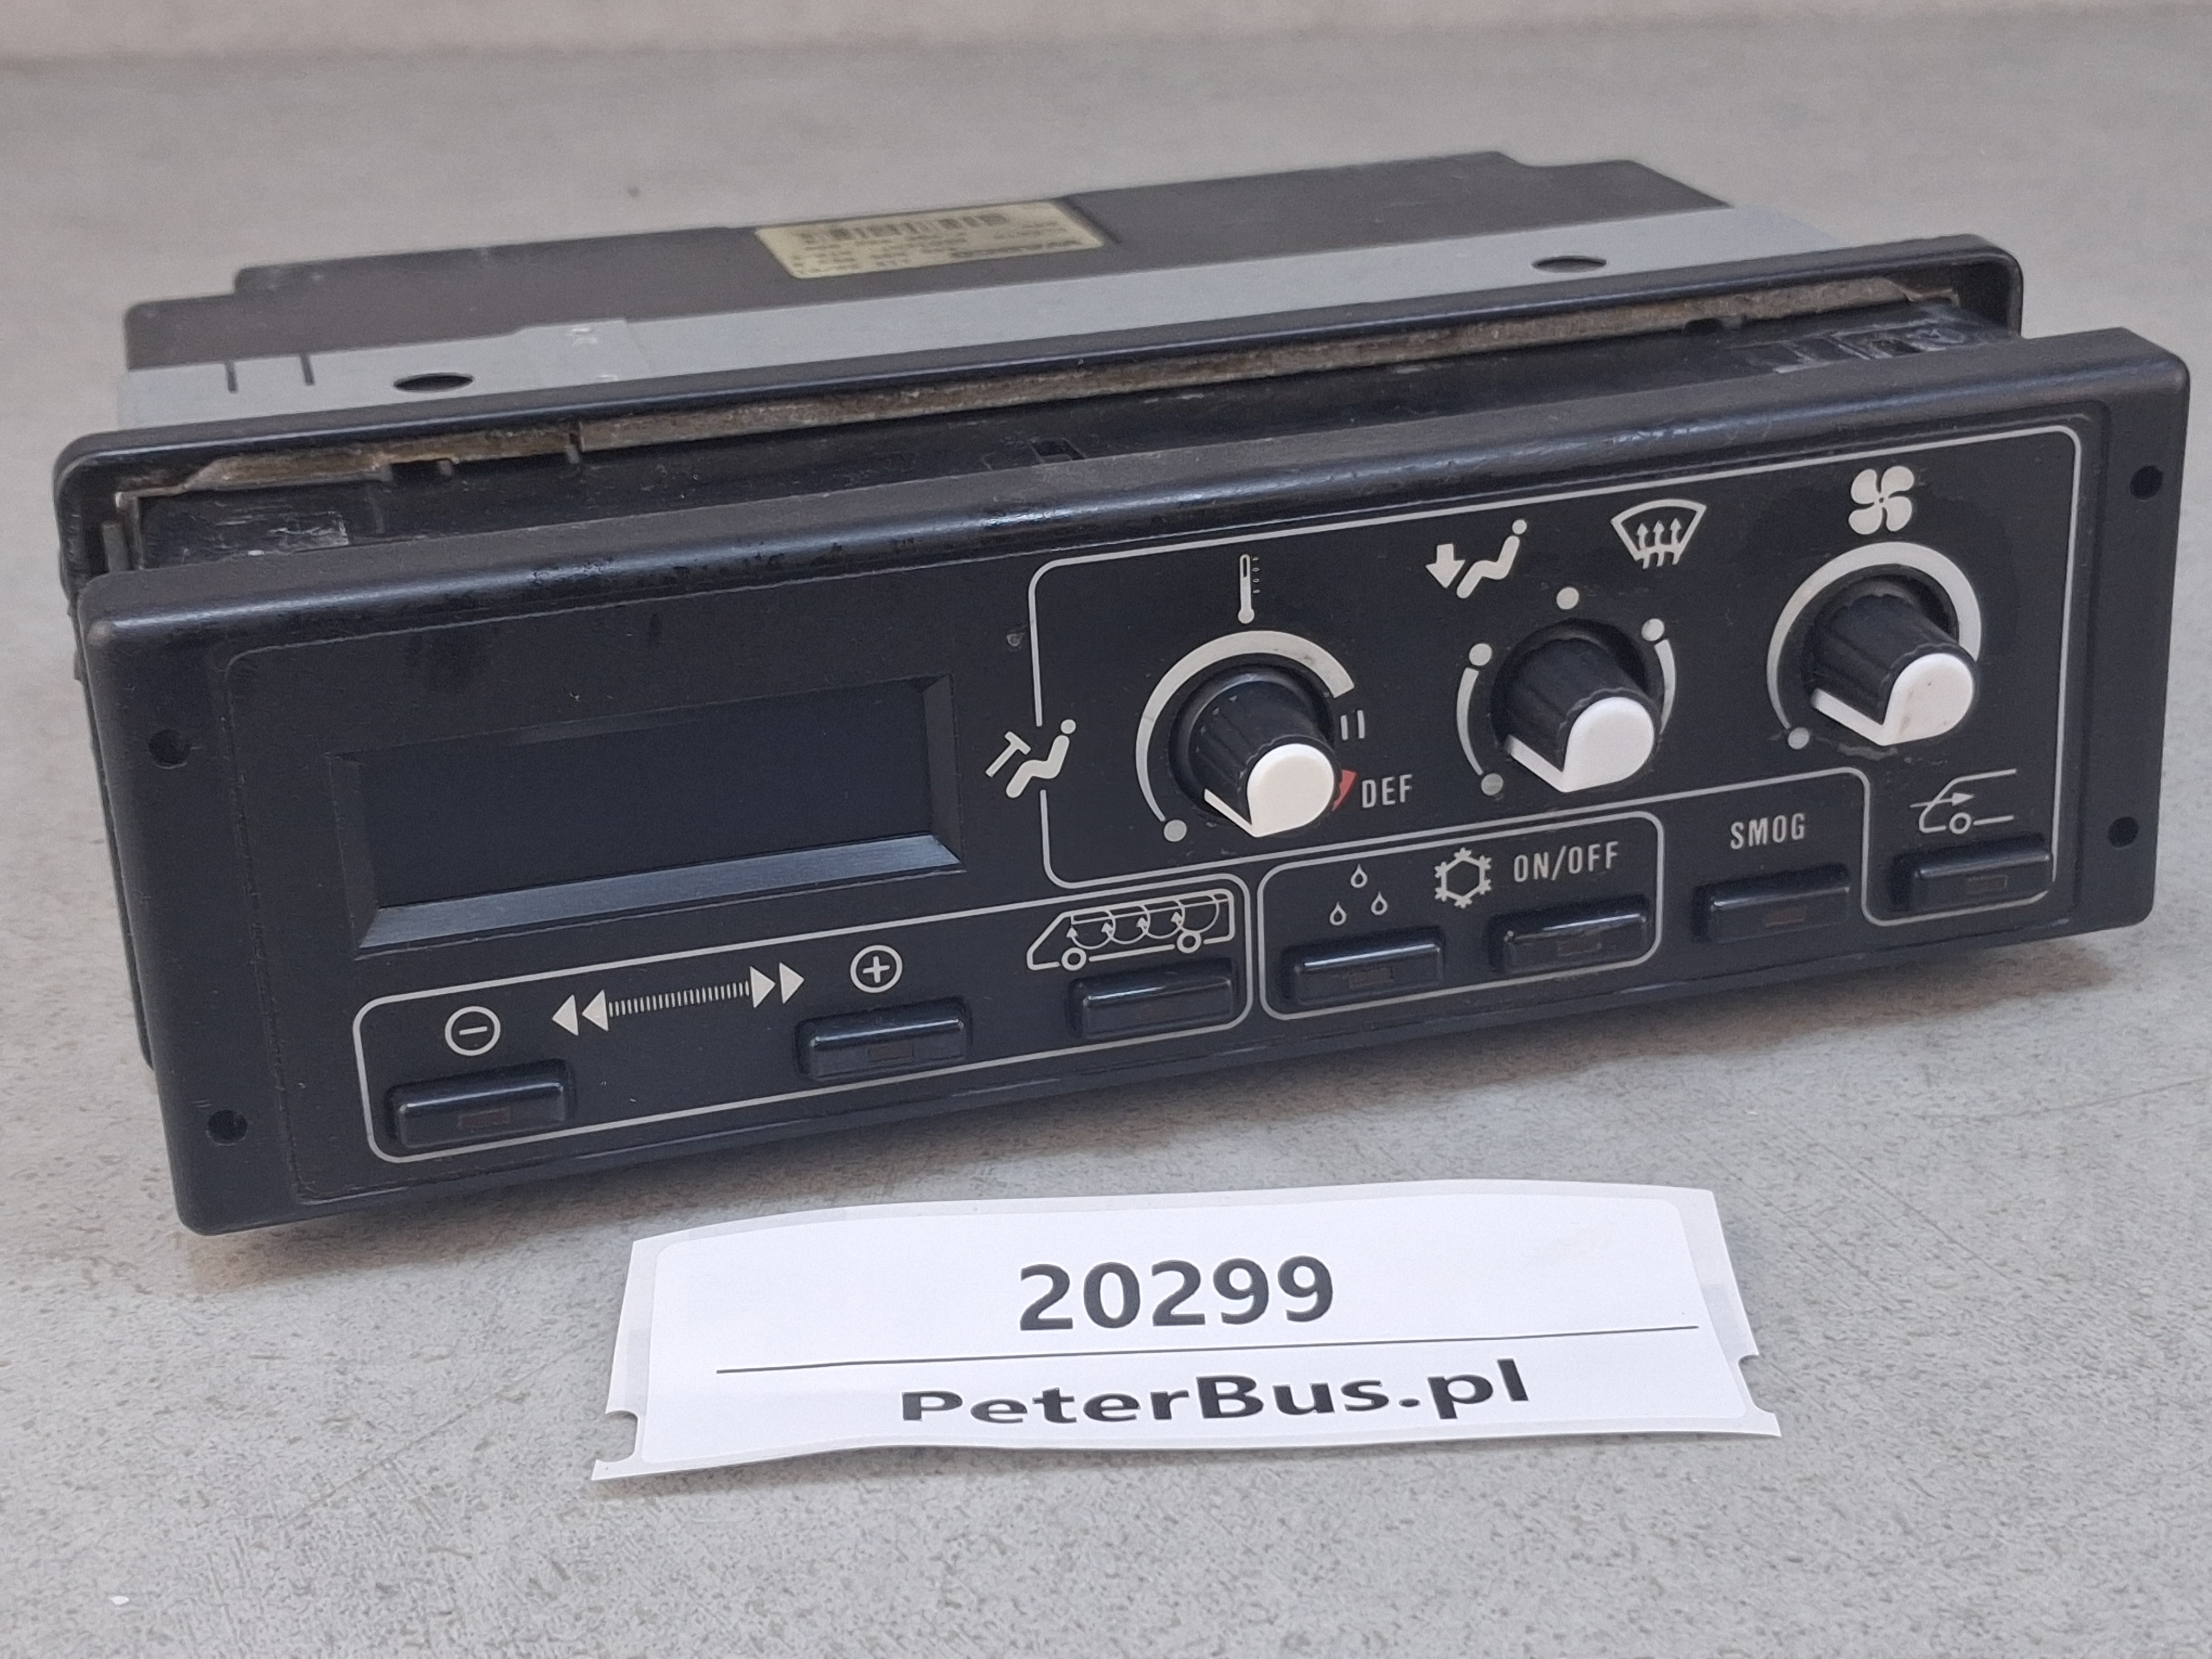 DEF
ON/OFF
SMOG
20299
PeterBus.pl